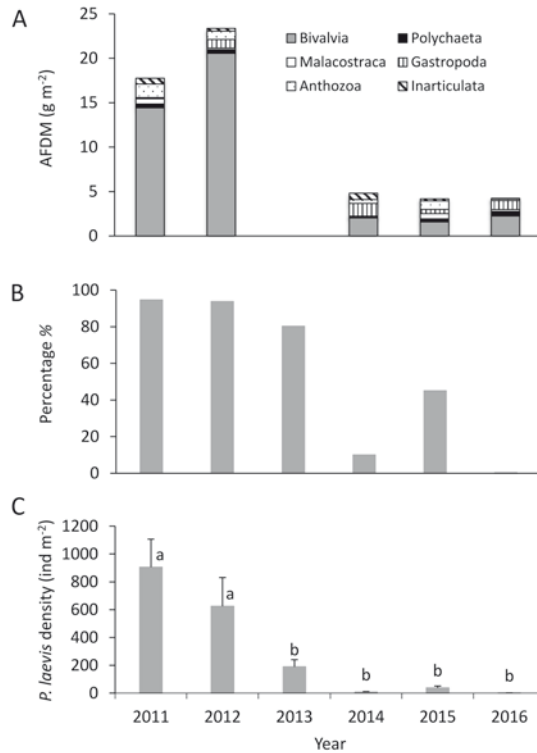 A
AFDM (g m⁻²)
25
20
15
10
5
0
Bivalvia Polychaeta
Malacostraca Gastropoda
Anthozoa Inarticulata
B
Percentage %
100
80
60
40
20
0
C
P. laevis density (ind m⁻²)
1200
1000
800
600
400
200
0
a
a
b
b
b
b
2011 2012 2013 2014 2015 2016
Year